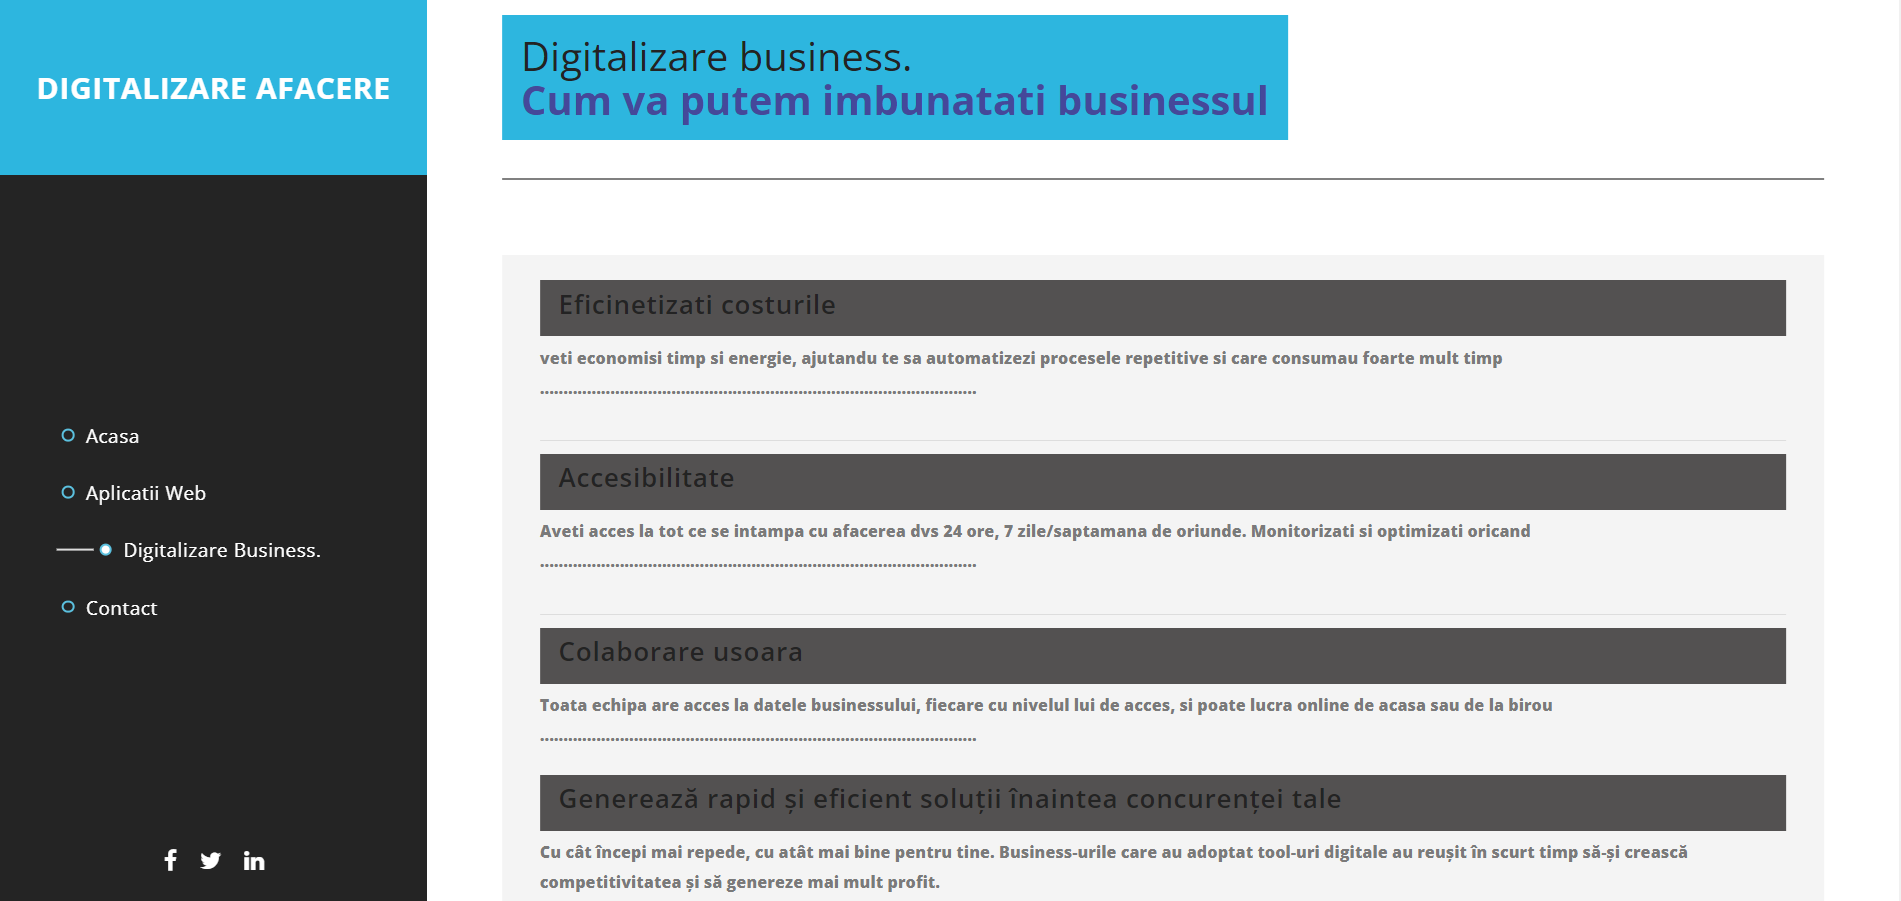 DIGITALIZARE AFACERE
Acasa
Aplicatii Web
Digitalizare Business.
Contact
Digitalizare business.
Cum va putem imbunatati businessul
Eficinetizati costurile
veti economisi timp si energie, ajutandu te sa automatizezi procesele repetitive si care consumau foarte mult timp
.............................................................................................
Accesibilitate
Aveti acces la tot ce se intampa cu afacerea dvs 24 ore, 7 zile/saptamana de oriunde. Monitorizati si optimizati oricand
.............................................................................................
Colaborare usoara
Toata echipa are acces la datele businessului, fiecare cu nivelul lui de acces, si poate lucra online de acasa sau de la birou
.............................................................................................
Generează rapid și eficient soluții înaintea concurenței tale
Cu cât începi mai repede, cu atât mai bine pentru tine. Business-urile care au adoptat tool-uri digitale au reușit în scurt timp să-și crească
competitivitatea și să genereze mai mult profit.